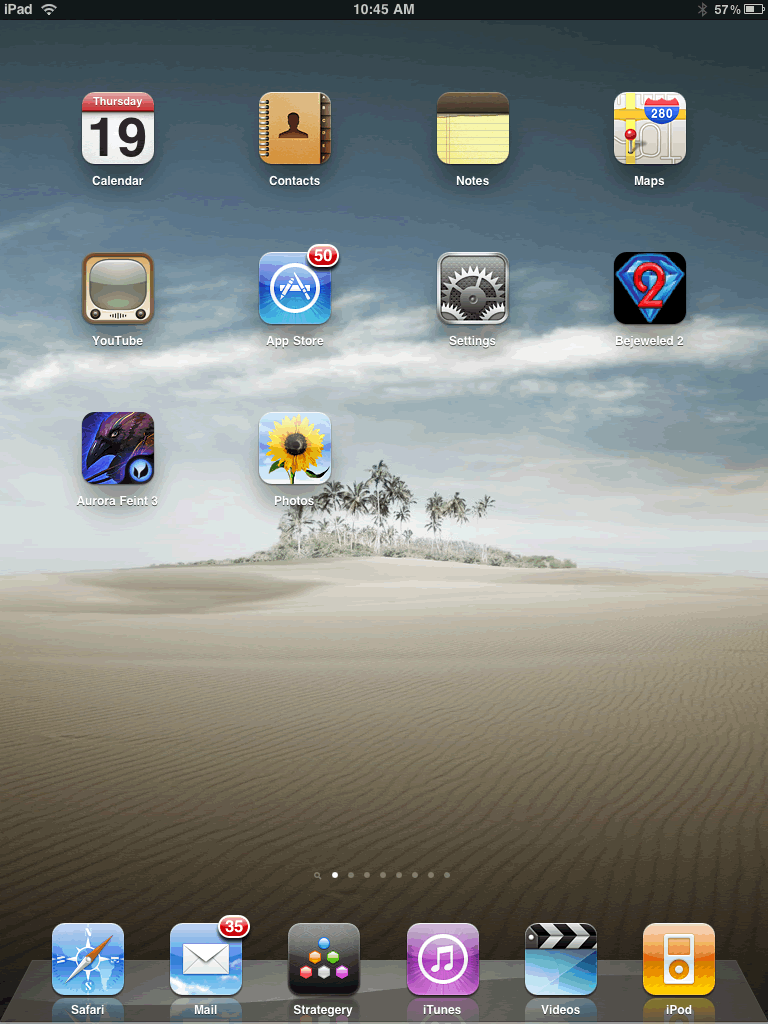 iPad 10:45 AM 57%
Thursday
19
280
Calendar Contacts Notes Maps
50
2
YouTube App Store Settings Bejeweled 2
Aurora Feint 3 Photos
35
N
Safari Mail Strategery iTunes Videos iPod